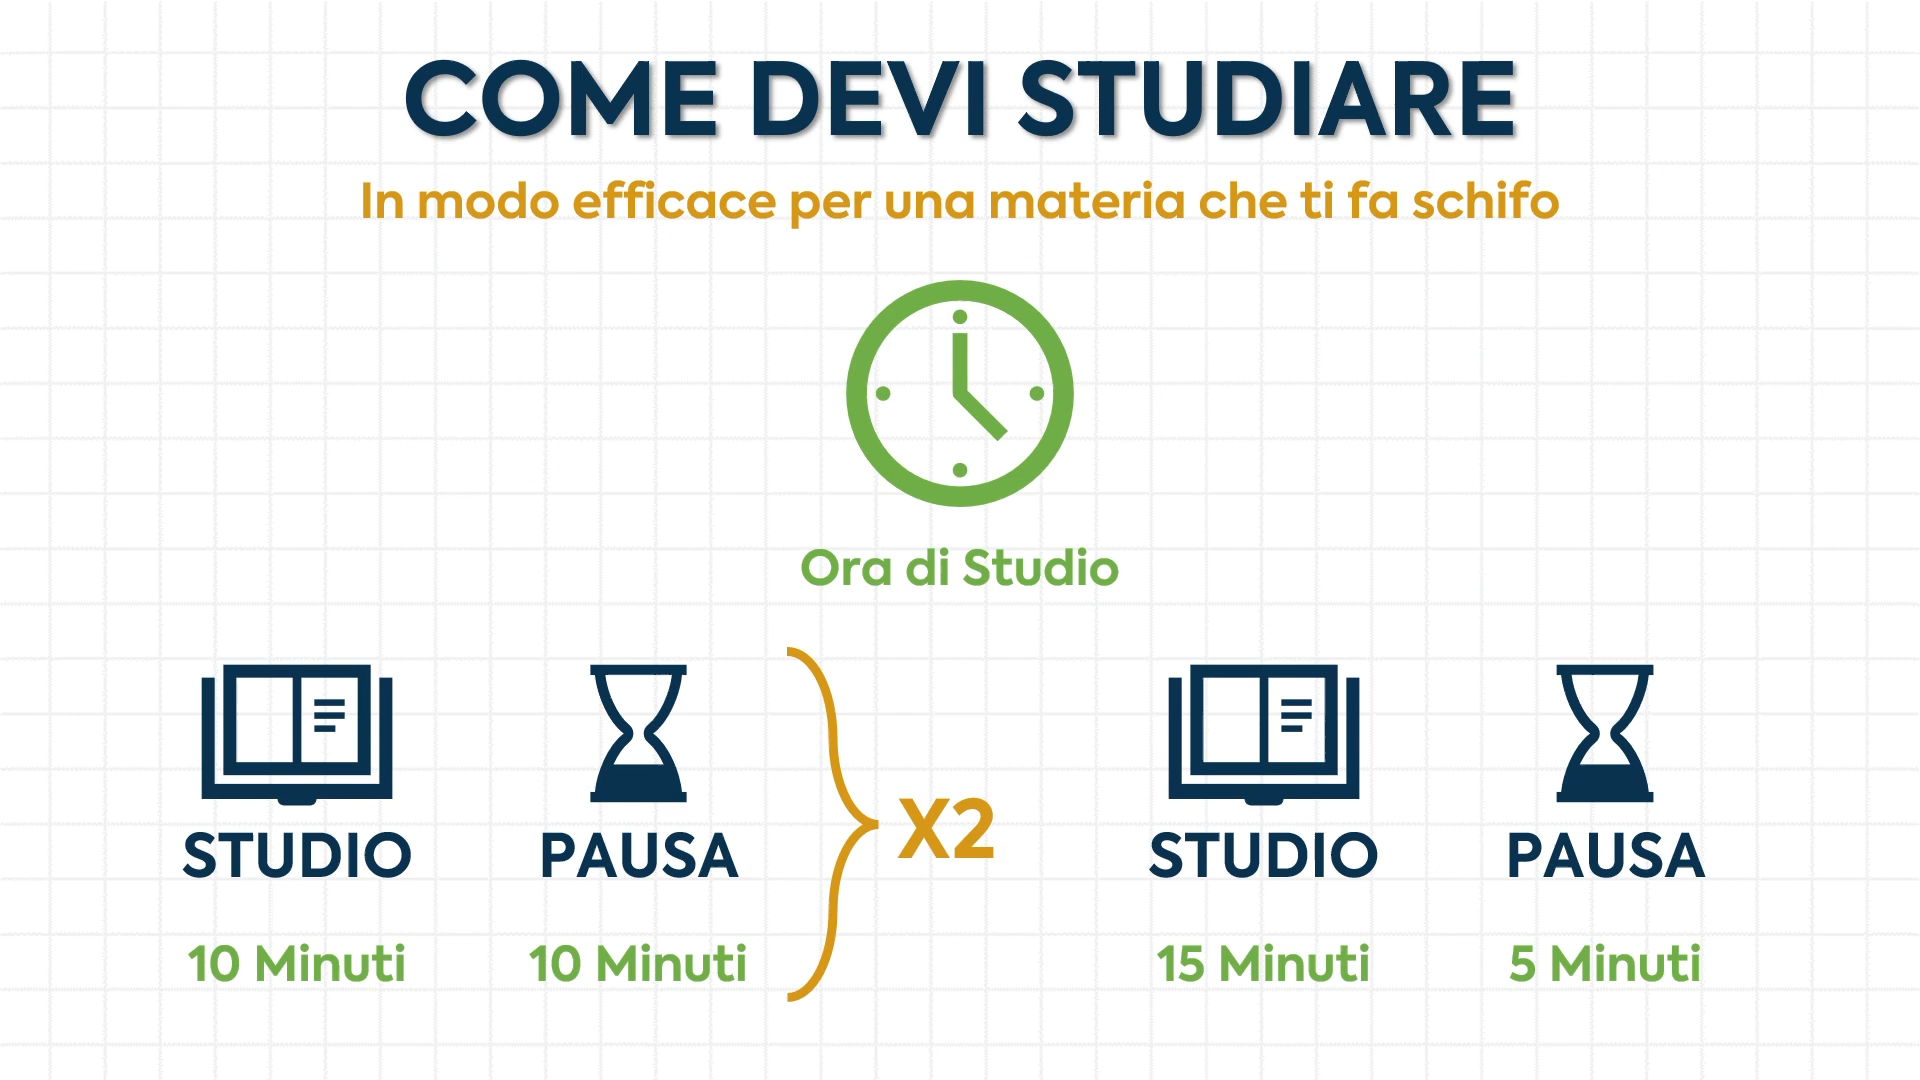 COME DEVI STUDIARE
In modo efficace per una materia che ti fa schifo
Ora di Studio
STUDIO
10 Minuti
PAUSA
10 Minuti
X2
STUDIO
15 Minuti
PAUSA
5 Minuti